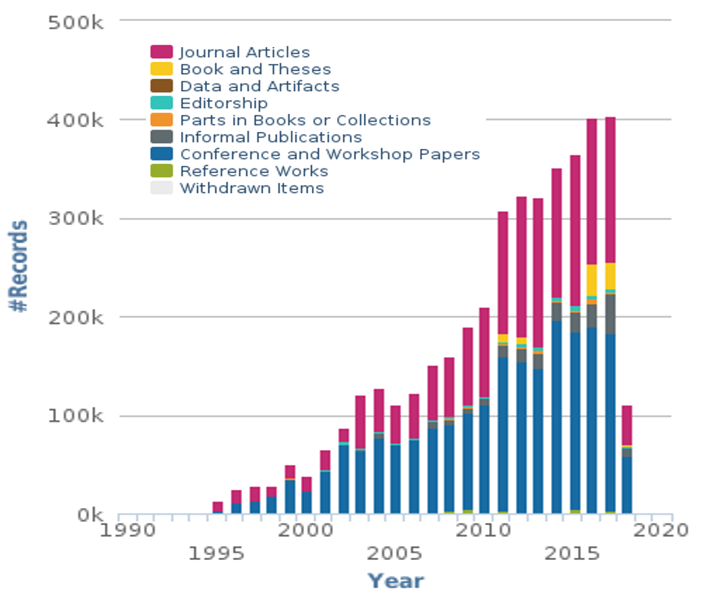 500k
400k
300k
200k
100k
0k
#Records
Journal Articles
Book and Theses
Data and Artifacts
Editorship
Parts in Books or Collections
Informal Publications
Conference and Workshop Papers
Reference Works
Withdrawn Items
1990 2000 2010 2020
1995 2005 2015
Year